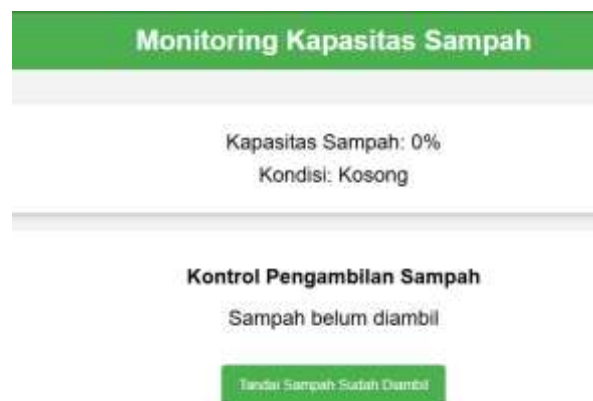 Monitoring Kapasitas Sampah
Kapasitas Sampah: 0%
Kondisi: Kosong
Kontrol Pengambilan Sampah
Sampah belum diambil
Tandai Sampah Sudah Diambil